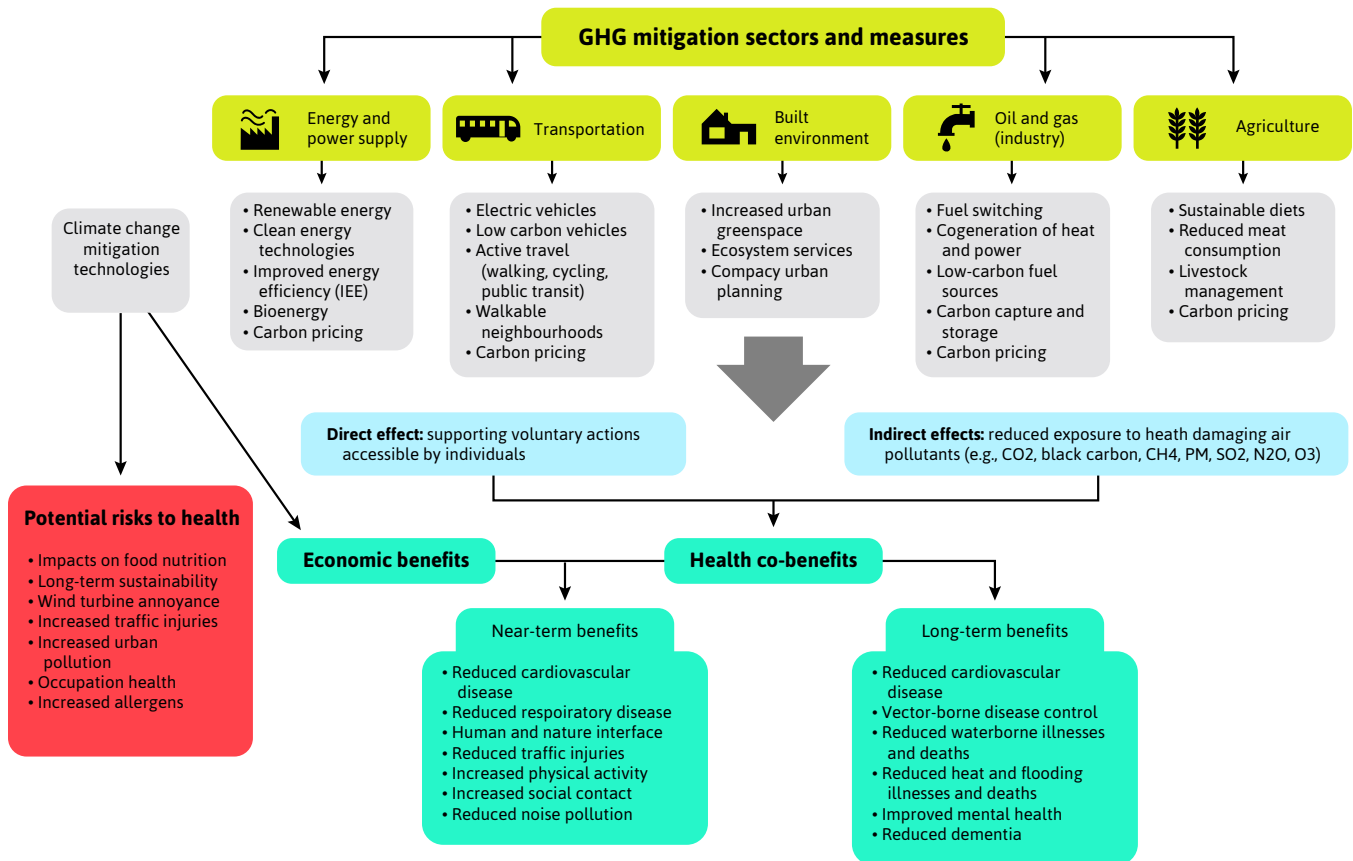 GHG mitigation sectors and measures
Energy and
power supply
Transportation
Built
environment
Oil and gas
(industry)
Agriculture
Climate change
mitigation
technologies
• Renewable energy
• Clean energy
technologies
• Improved energy
efficiency (IEE)
• Bioenergy
• Carbon pricing
• Electric vehicles
• Low carbon vehicles
• Active travel
(walking, cycling,
public transit)
• Walkable
neighbourhoods
• Carbon pricing
• Increased urban
greenspace
• Ecosystem services
• Compacy urban
planning
• Fuel switching
• Cogeneration of heat
and power
• Low-carbon fuel
sources
• Carbon capture and
storage
• Carbon pricing
• Sustainable diets
• Reduced meat
consumption
• Livestock
management
• Carbon pricing
Direct effect: supporting voluntary actions
accessible by individuals
Indirect effects: reduced exposure to heath damaging air
pollutants (e.g., CO2, black carbon, CH4, PM, SO2, N2O, O3)
Potential risks to health
• Impacts on food nutrition
• Long-term sustainability
• Wind turbine annoyance
• Increased traffic injuries
• Increased urban
pollution
• Occupation health
• Increased allergens
Economic benefits
Health co-benefits
Near-term benefits
• Reduced cardiovascular
disease
• Reduced respoiratory disease
• Human and nature interface
• Reduced traffic injuries
• Increased physical activity
• Increased social contact
• Reduced noise pollution
Long-term benefits
• Reduced cardiovascular
disease
• Vector-borne disease control
• Reduced waterborne illnesses
and deaths
• Reduced heat and flooding
illnesses and deaths
• Improved mental health
• Reduced dementia